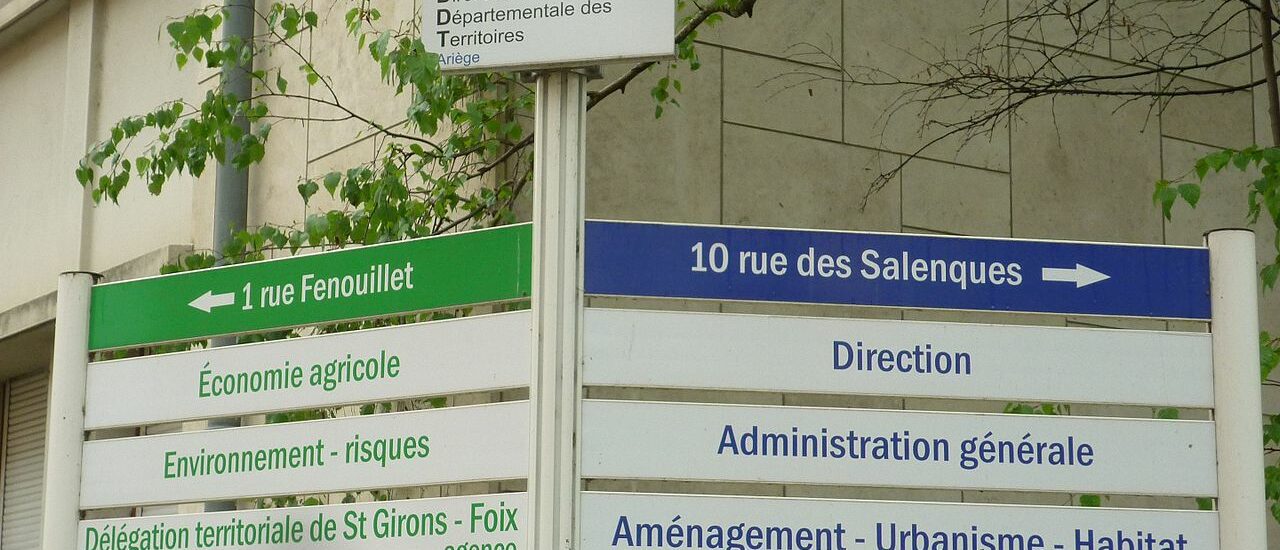 Départementale des
Territoires
Ariège
1 rue Fenouillet
10 rue des Salenques
Économie agricole
Direction
Environnement - risques
Administration générale
Délégation territoriale de St Girons - Foix
agence
Aménagement - Urbanisme - Habitat